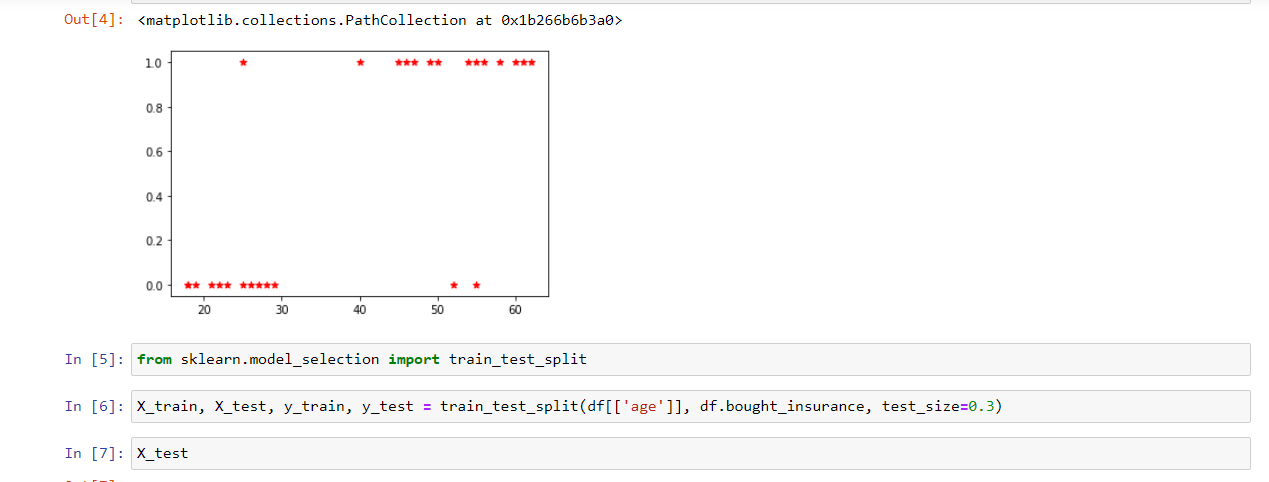 Out[4]: <matplotlib.collections.PathCollection at 0x1b266b6b3a0>
1.0
0.8
0.6
0.4
0.2
0.0
20 30 40 50 60
In [5]: from sklearn.model_selection import train_test_split
In [6]: X_train, X_test, y_train, y_test = train_test_split(df[['age']], df.bought_insurance, test_size=0.3)
In [7]: X_test